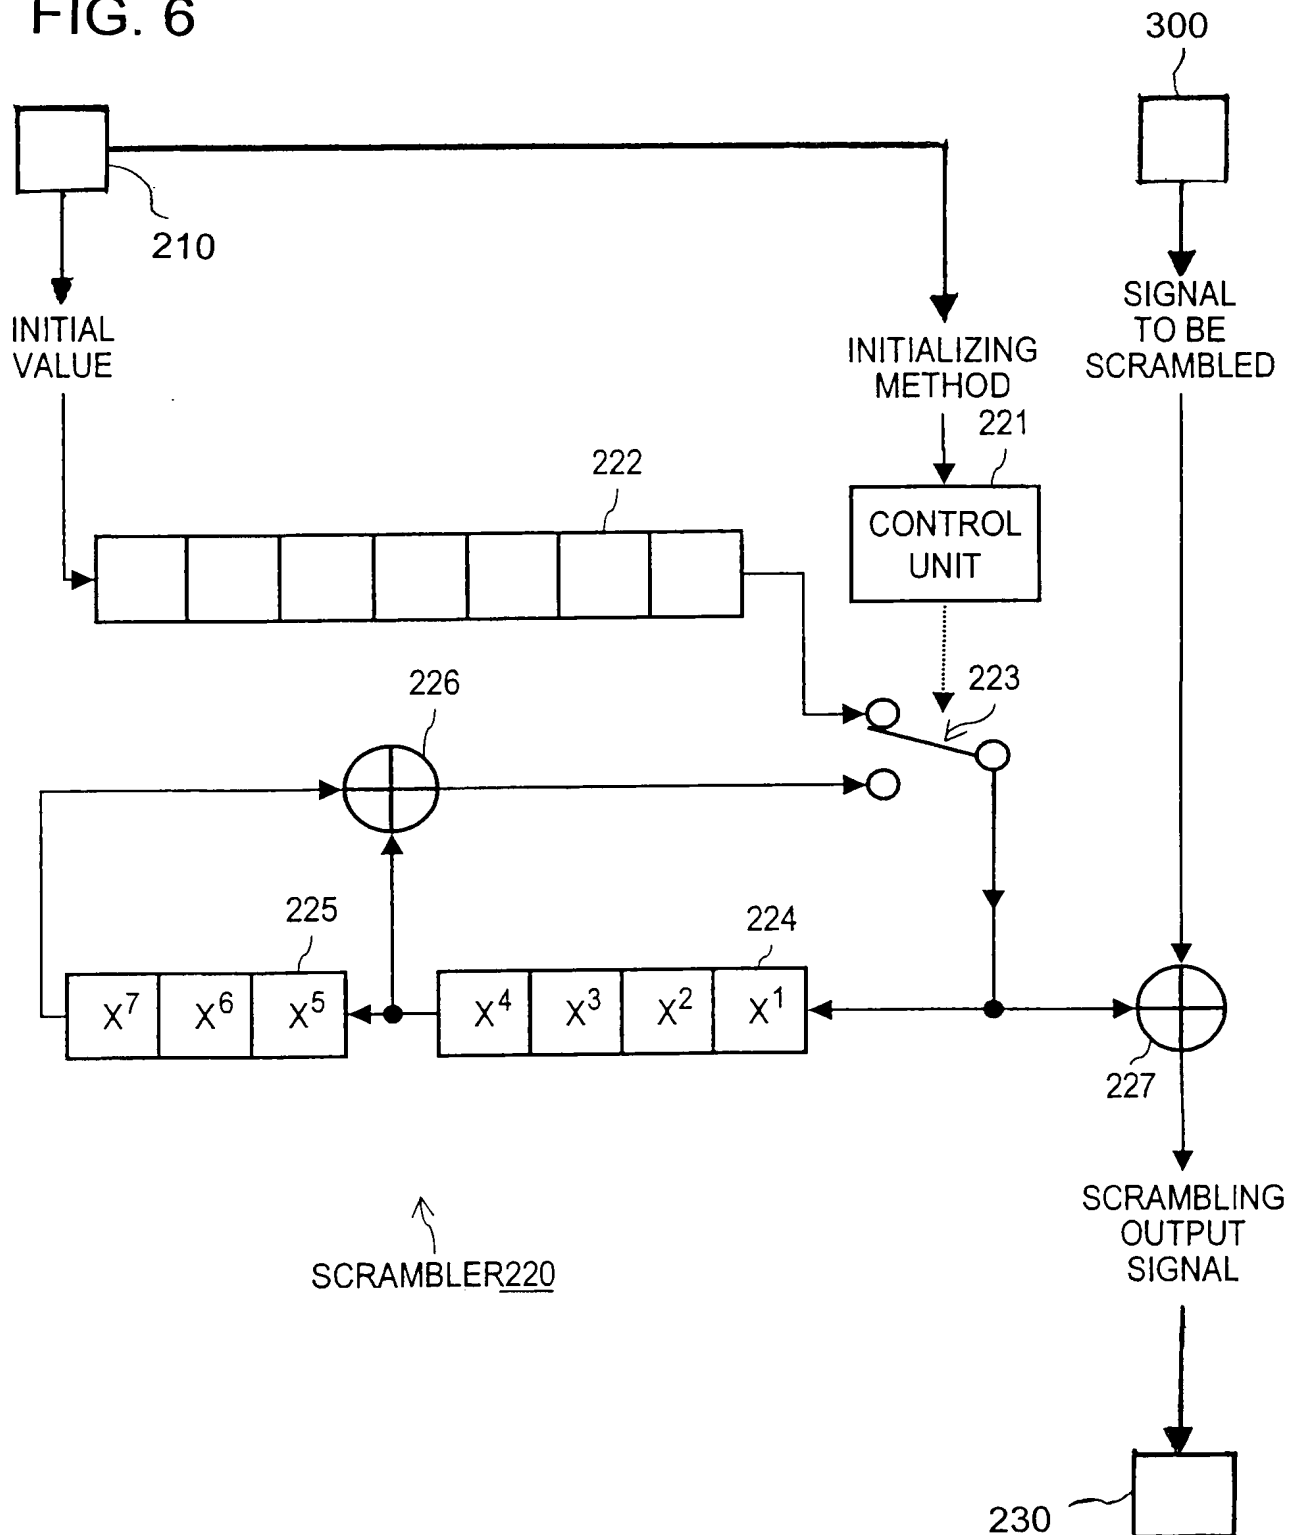 FIG. 6
300
210
INITIAL
VALUE
SIGNAL
TO BE
SCRAMBLED
INITIALIZING
METHOD
221
222
CONTROL
UNIT
226
223
225
224
X⁷ X⁶ X⁵ X⁴ X³ X² X¹
227
SCRAMBLING
OUTPUT
SIGNAL
SCRAMBLER220
230